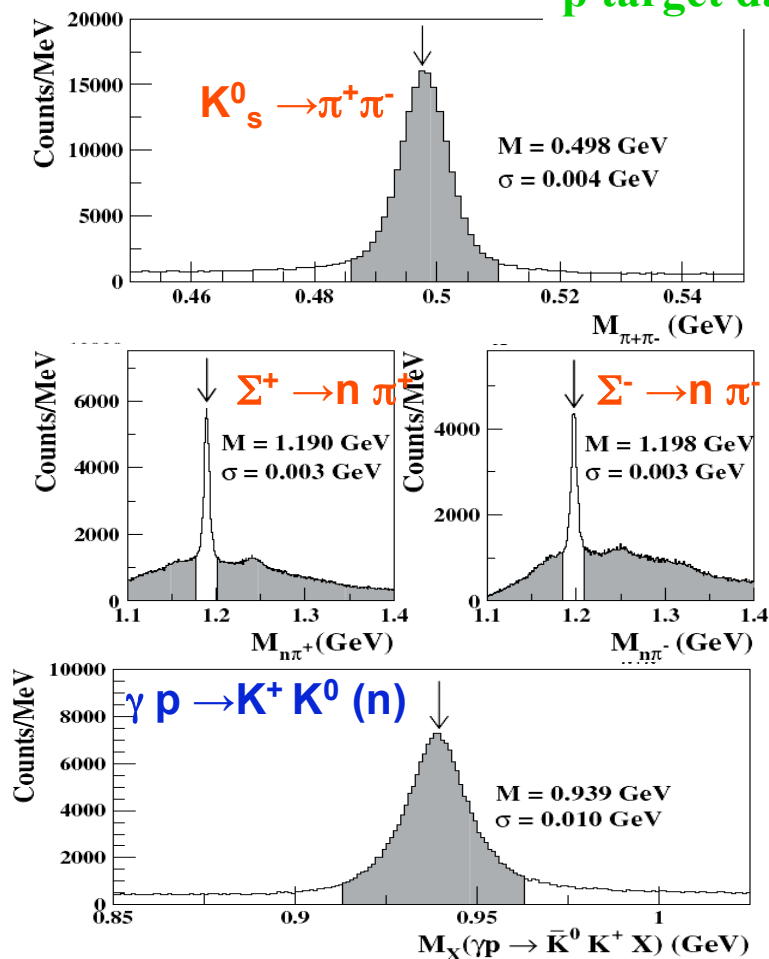 p target d
20000
15000
10000
5000
0
Counts/MeV
K⁰s →π⁺π⁻
M = 0.498 GeV
σ = 0.004 GeV
0.46 0.48 0.5 0.52 0.54
Mπ+π- (GeV)
6000
4000
2000
0
Counts/MeV
Σ⁺ →n π⁺
M = 1.190 GeV
σ = 0.003 GeV
1.1 1.2 1.3 1.4
Mnπ⁺(GeV)
4000
2000
0
Counts/MeV
Σ⁻ →n π⁻
M = 1.198 GeV
σ = 0.003 GeV
1.1 1.2 1.3 1.4
Mnπ⁻(GeV)
10000
8000
6000
4000
2000
0
Counts/MeV
γ p →K⁺ K⁰ (n)
M = 0.939 GeV
σ = 0.010 GeV
0.85 0.9 0.95 1
MX(γp → K̄⁰ K⁺ X) (GeV)